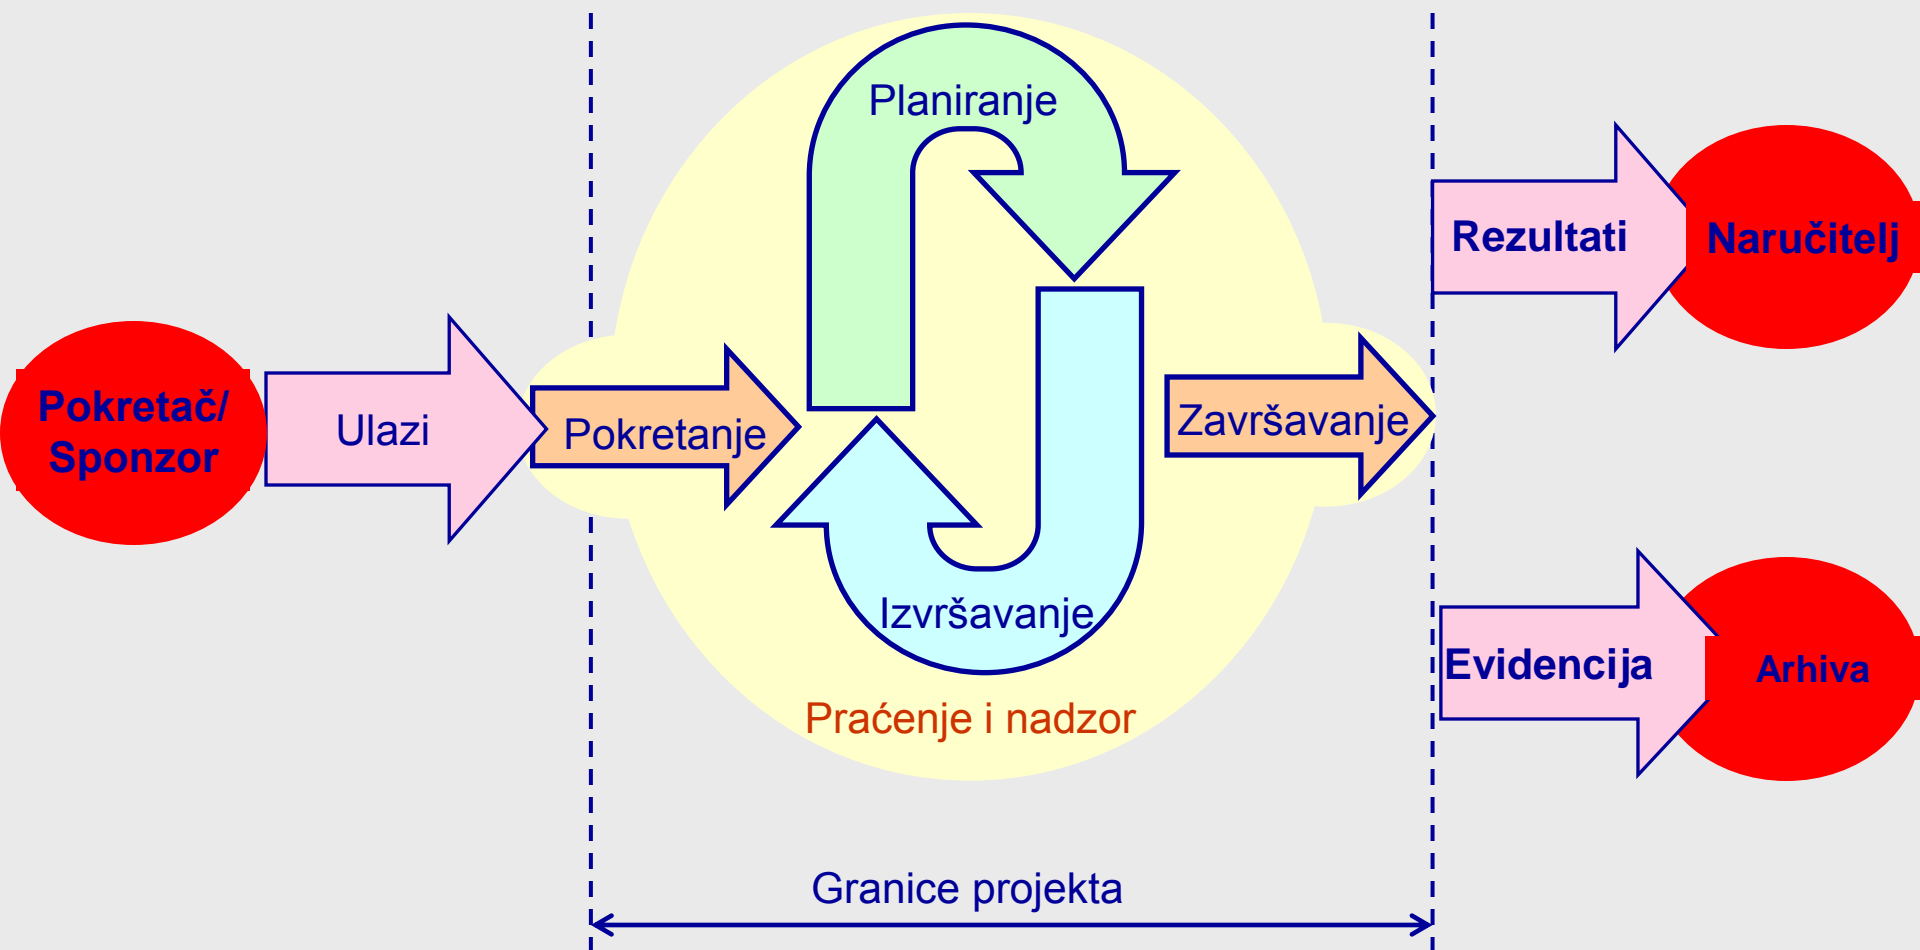 Planiranje
Rezultati
Naručitelj
Pokretač/
Sponzor
Ulazi
Pokretanje
Završavanje
Izvršavanje
Evidencija
Arhiva
Praćenje i nadzor
Granice projekta